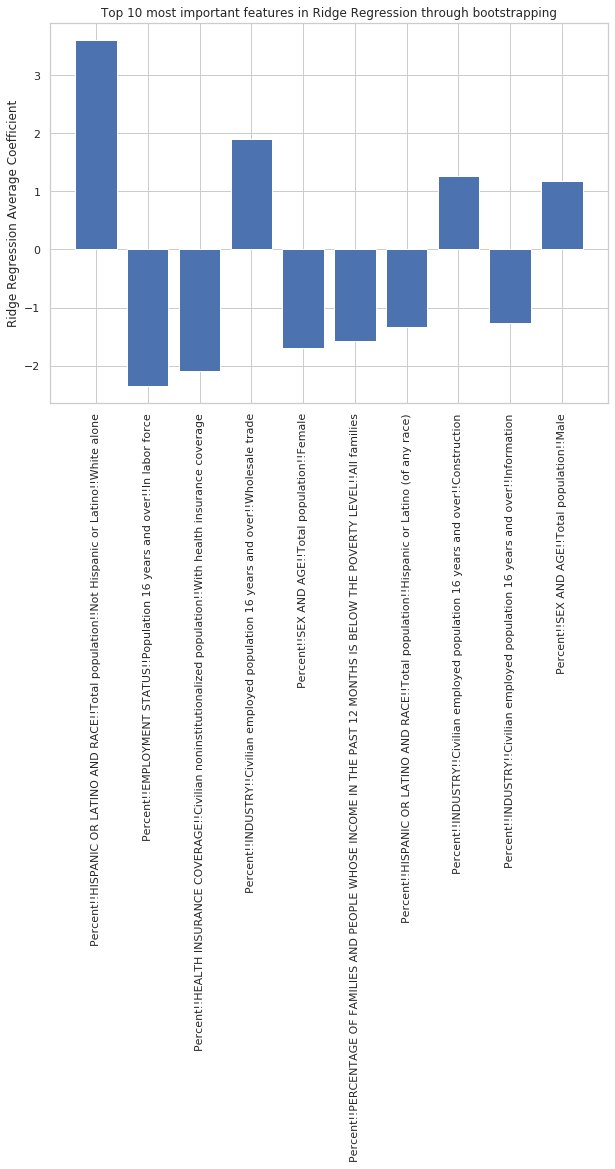 Top 10 most important features in Ridge Regression through bootstrapping
Ridge Regression Average Coefficient
3
2
1
0
−1
−2
Percent!!HISPANIC OR LATINO AND RACE!!Total population!!Not Hispanic or Latino!!White alone
Percent!!EMPLOYMENT STATUS!!Population 16 years and over!!In labor force
Percent!!HEALTH INSURANCE COVERAGE!!Civilian noninstitutionalized population!!With health insurance coverage
Percent!!INDUSTRY!!Civilian employed population 16 years and over!!Wholesale trade
Percent!!SEX AND AGE!!Total population!!Female
Percent!!PERCENTAGE OF FAMILIES AND PEOPLE WHOSE INCOME IN THE PAST 12 MONTHS IS BELOW THE POVERTY LEVEL!!All families
Percent!!HISPANIC OR LATINO AND RACE!!Total population!!Hispanic or Latino (of any race)
Percent!!INDUSTRY!!Civilian employed population 16 years and over!!Construction
Percent!!INDUSTRY!!Civilian employed population 16 years and over!!Information
Percent!!SEX AND AGE!!Total population!!Male